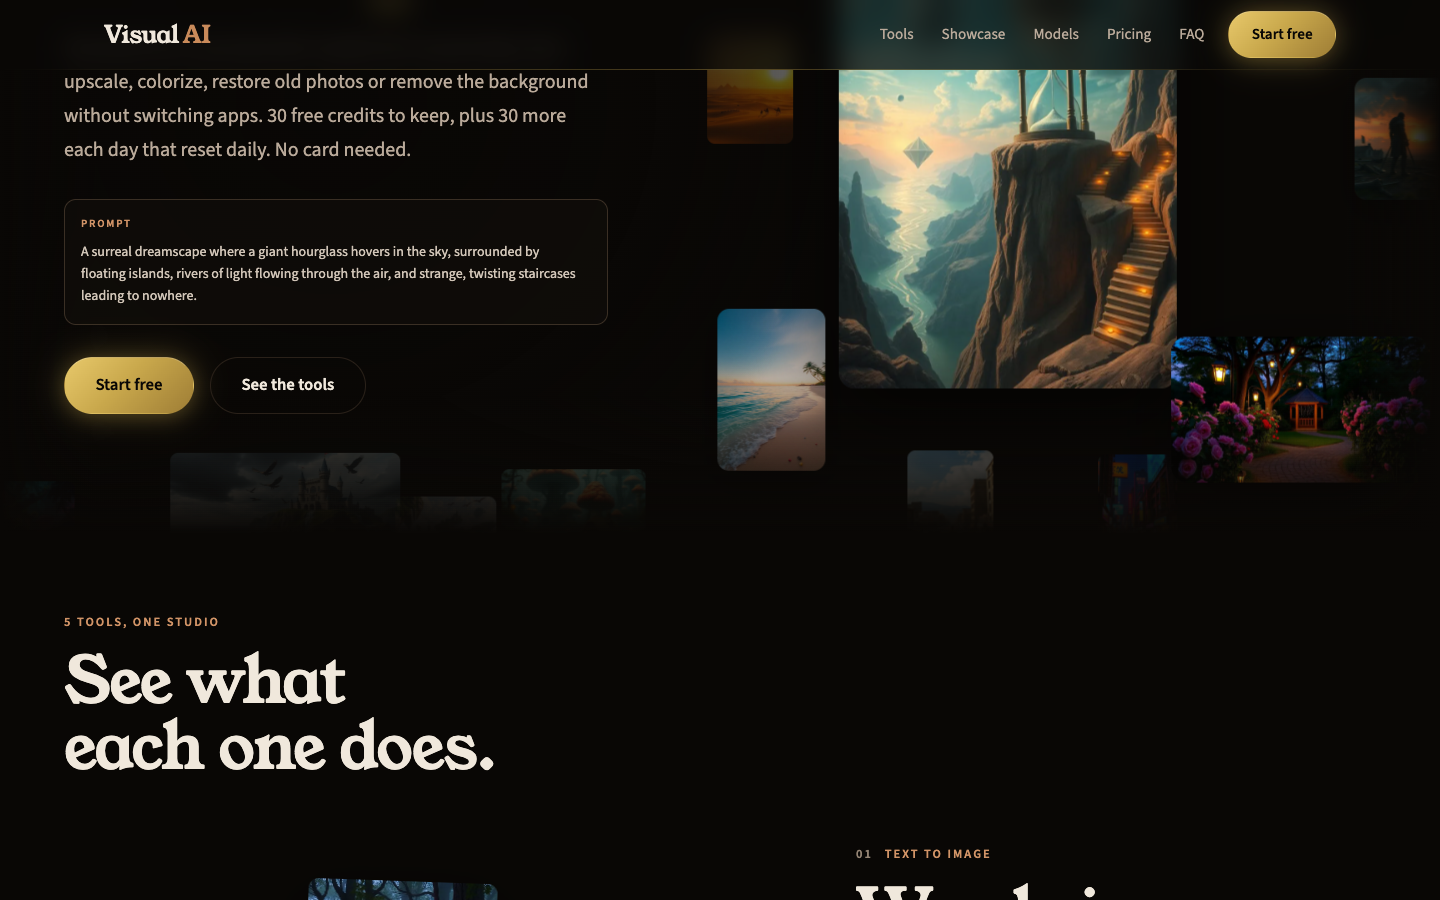 Visual AI
Tools
Showcase
Models
Pricing
FAQ
Start free
upscale, colorize, restore old photos or remove the background
without switching apps. 30 free credits to keep, plus 30 more
each day that reset daily. No card needed.
PROMPT
A surreal dreamscape where a giant hourglass hovers in the sky, surrounded by
floating islands, rivers of light flowing through the air, and strange, twisting staircases
leading to nowhere.
Start free
See the tools
5 TOOLS, ONE STUDIO
See what
each one does.
01 TEXT TO IMAGE